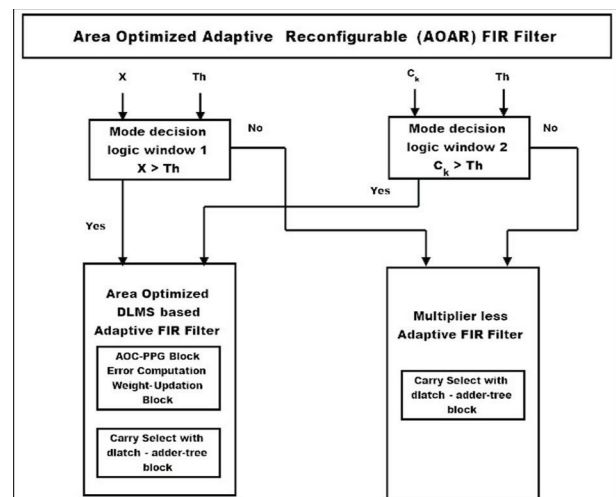 Area Optimized Adaptive Reconfigurable (AOAR) FIR Filter
X Th
Mode decision
logic window 1
X > Th
No
Yes
Ck Th
Mode decision
logic window 2
Ck > Th
No
Yes
Area Optimized
DLMS based
Adaptive FIR Filter
AOC-PPG Block
Error Computation
Weight-Updation
Block
Carry Select with
dlatch - adder-tree
block
Multiplier less
Adaptive FIR Filter
Carry Select with
dlatch - adder-tree
block